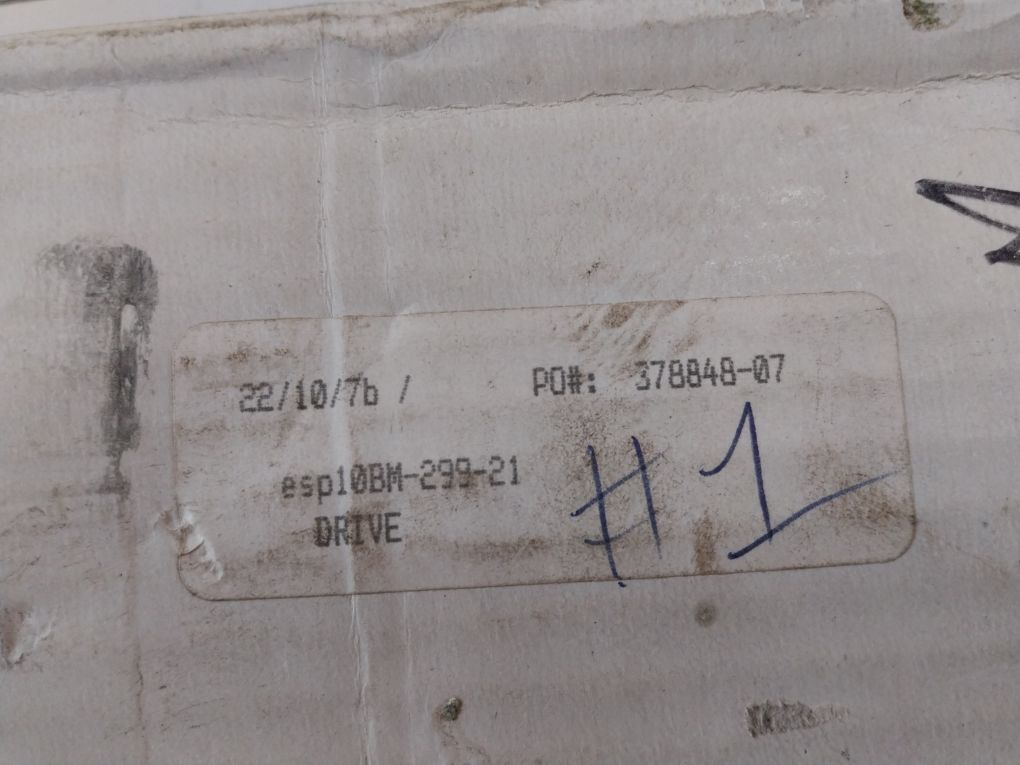 22/10/7b / PO#: 378848-07
esp10BM-299-21
DRIVE
#1